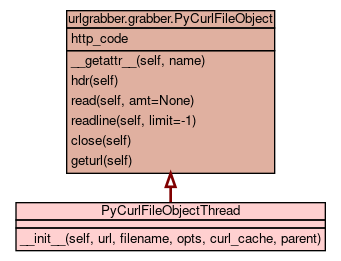 urlgrabber.grabber.PyCurlFileObject
http_code
__getattr__(self, name)
hdr(self)
read(self, amt=None)
readline(self, limit=-1)
close(self)
geturl(self)
PyCurlFileObjectThread
__init__(self, url, filename, opts, curl_cache, parent)